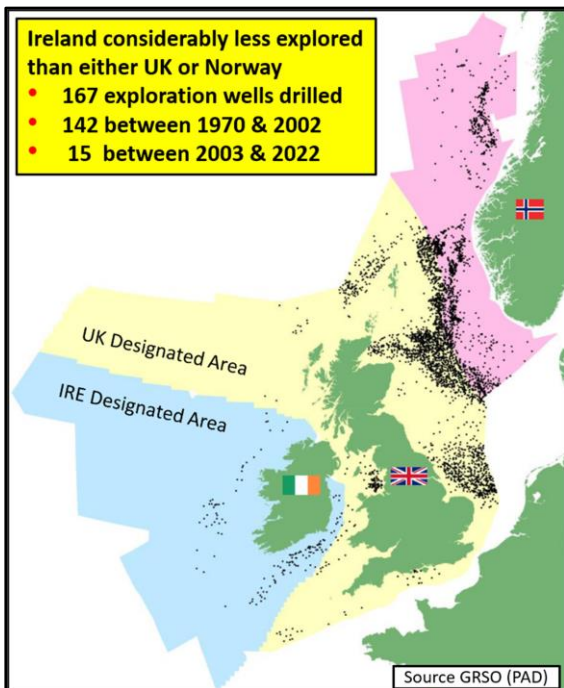 Ireland considerably less explored
than either UK or Norway
• 167 exploration wells drilled
• 142 between 1970 & 2002
• 15 between 2003 & 2022
UK Designated Area
IRE Designated Area
Source GRSO (PAD)